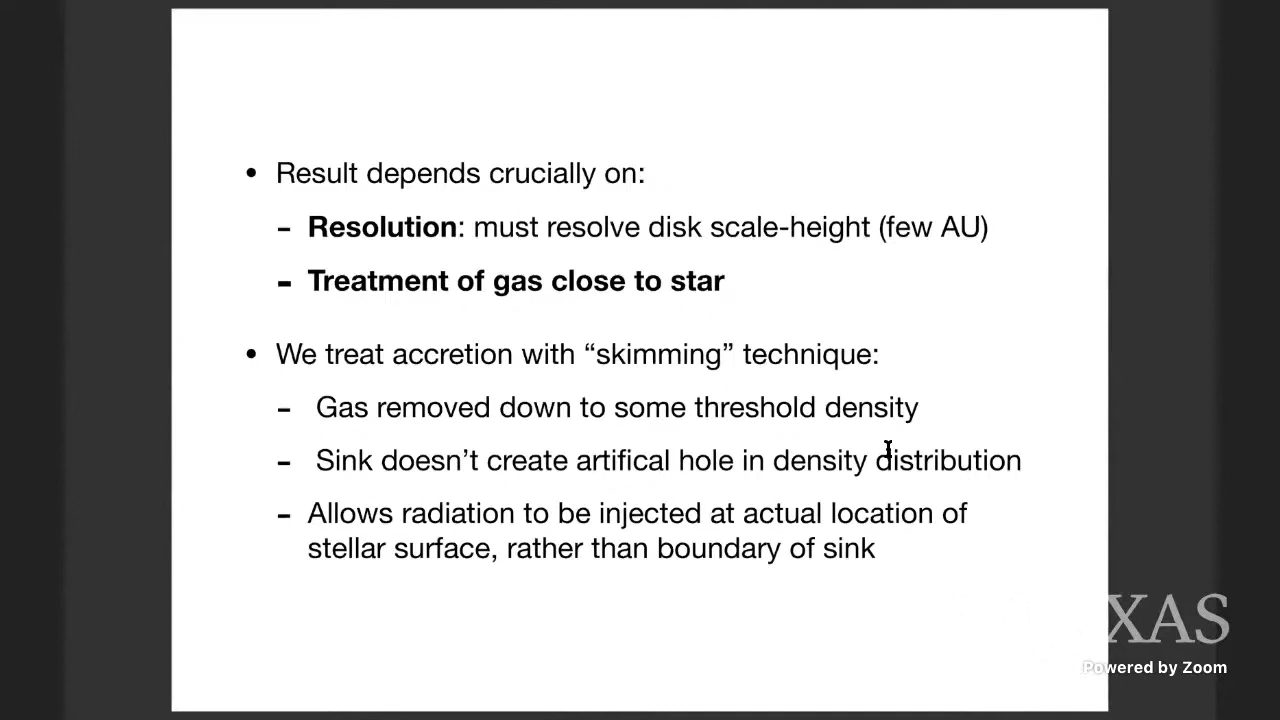 • Result depends crucially on:
- Resolution: must resolve disk scale-height (few AU)
- Treatment of gas close to star
• We treat accretion with “skimming” technique:
- Gas removed down to some threshold density
- Sink doesn’t create artifical hole in density distribution
- Allows radiation to be injected at actual location of
stellar surface, rather than boundary of sink
XAS
Powered by Zoom